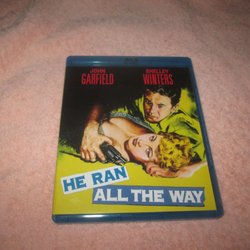 JOHN
GARFIELD
SHELLEY
WINTERS
HE RAN
ALL THE WAY